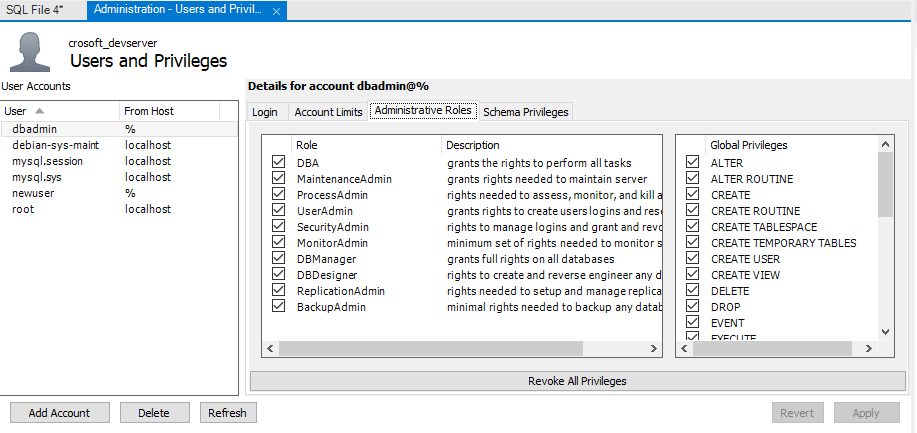 SQL File 4*
Administration - Users and Privil...
crosoft_devserver
Users and Privileges
User Accounts
User From Host
dbadmin %
debian-sys-maint localhost
mysql.session localhost
mysql.sys localhost
newuser %
root localhost
Add Account Delete Refresh
Details for account dbadmin@%
Login Account Limits Administrative Roles Schema Privileges
Role Description
DBA grants the rights to perform all tasks
MaintenanceAdmin grants rights needed to maintain server
ProcessAdmin rights needed to assess, monitor, and kill a
UserAdmin grants rights to create users logins and rese
SecurityAdmin rights to manage logins and grant and revo
MonitorAdmin minimum set of rights needed to monitor s
DBManager grants full rights on all databases
DBDesigner rights to create and reverse engineer any d
ReplicationAdmin rights needed to setup and manage replica
BackupAdmin minimal rights needed to backup any datab
Global Privileges
ALTER
ALTER ROUTINE
CREATE
CREATE ROUTINE
CREATE TABLESPACE
CREATE TEMPORARY TABLES
CREATE USER
CREATE VIEW
DELETE
DROP
EVENT
EXECUTE
Revoke All Privileges
Revert Apply